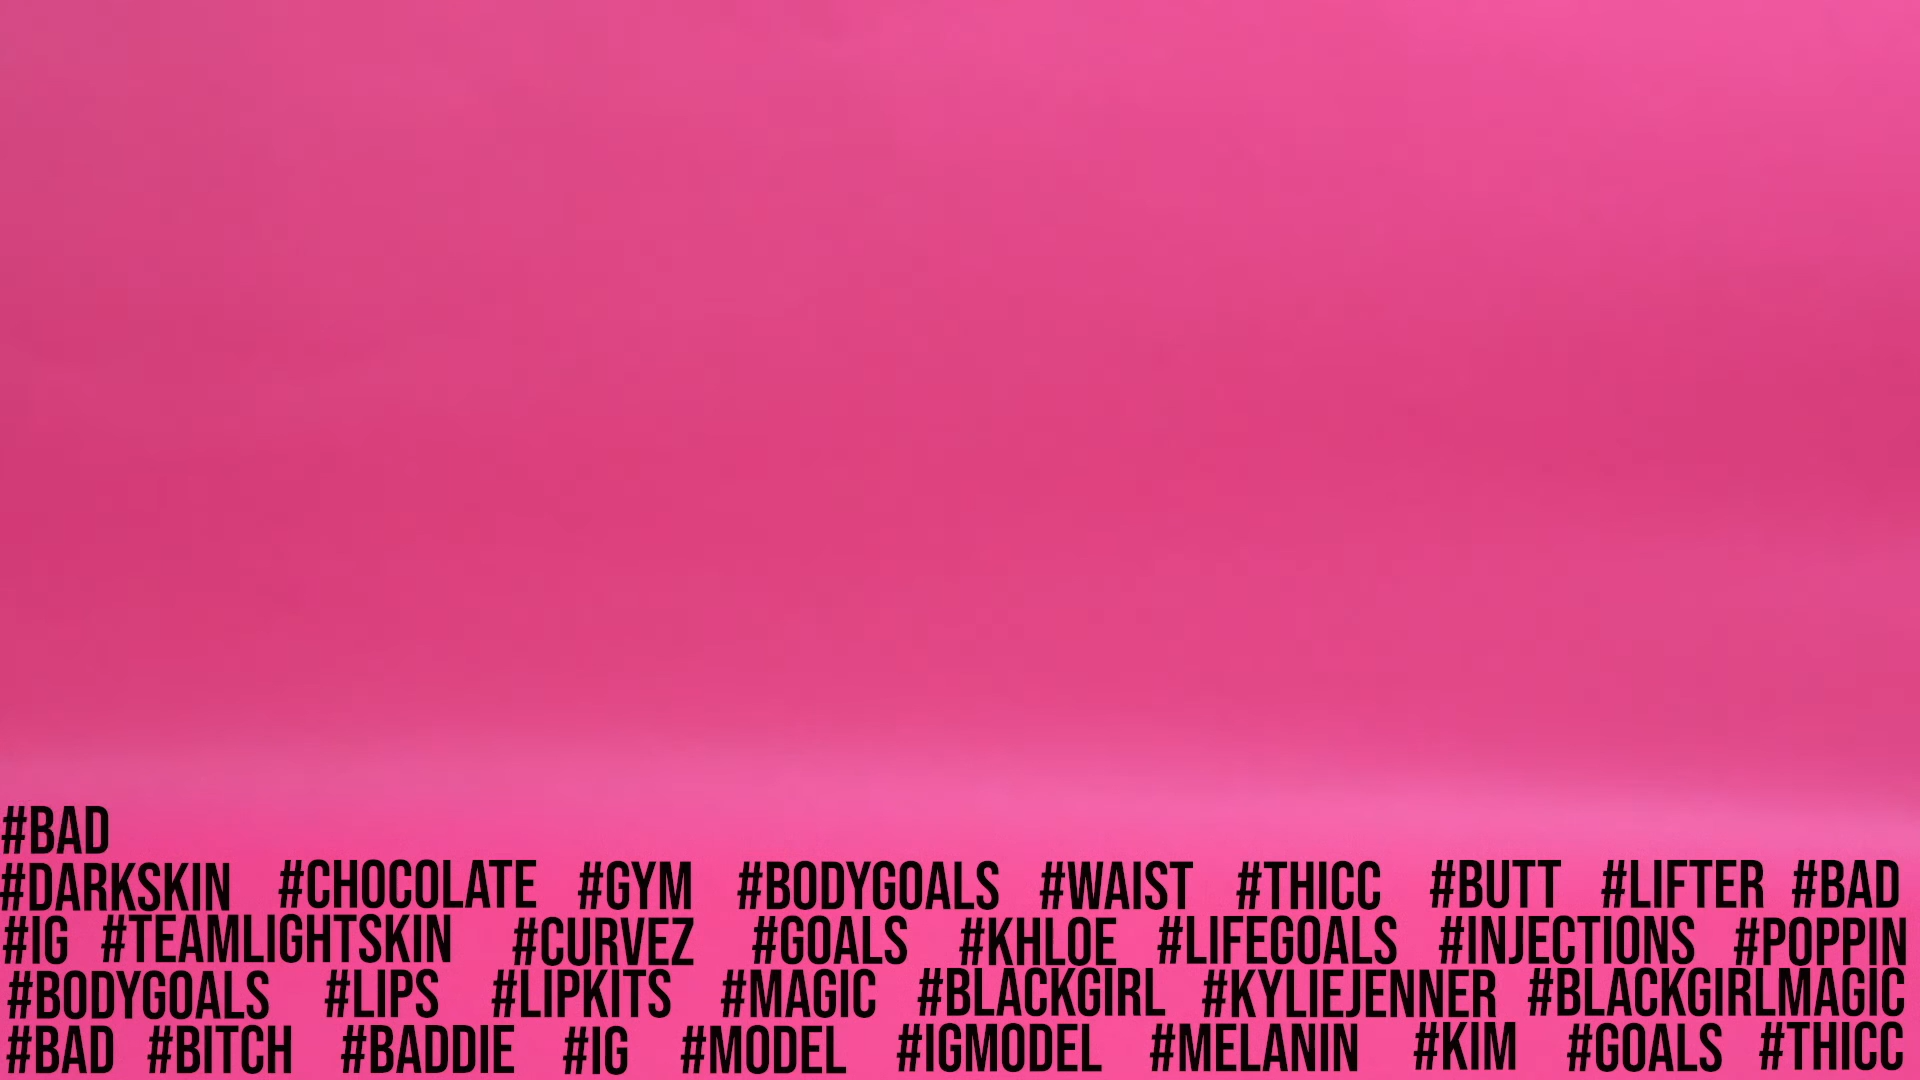 #BAD
#DARKSKIN #CHOCOLATE #GYM #BODYGOALS #WAIST #THICC #BUTT #LIFTER #BAD
#IG #TEAMLIGHTSKIN #CURVEZ #GOALS #KHLOE #LIFEGOALS #INJECTIONS #POPPIN
#BODYGOALS #LIPS #LIPKITS #MAGIC #BLACKGIRL #KYLIEJENNER #BLACKGIRLMAGIC
#BAD #BITCH #BADDIE #IG #MODEL #IGMODEL #MELANIN #KIM #GOALS #THICC